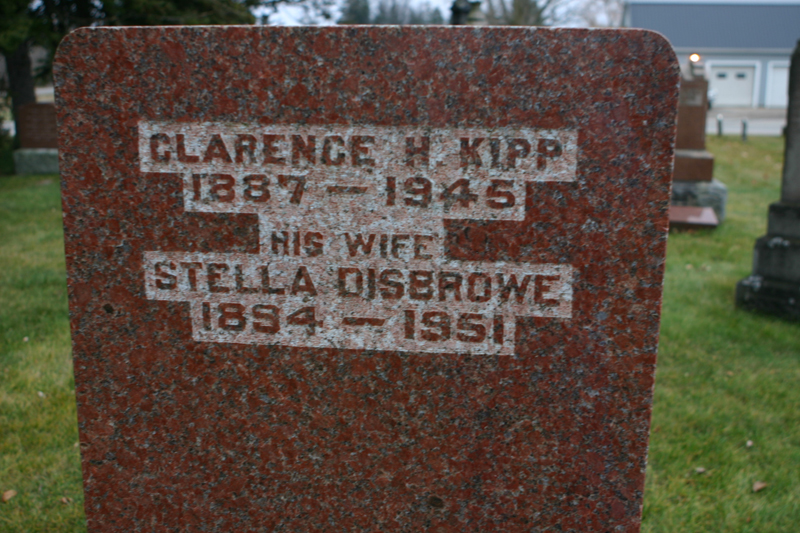 CLARENCE H. KIPP
1887 — 1945
HIS WIFE
STELLA DISBROWE
1894 — 1951